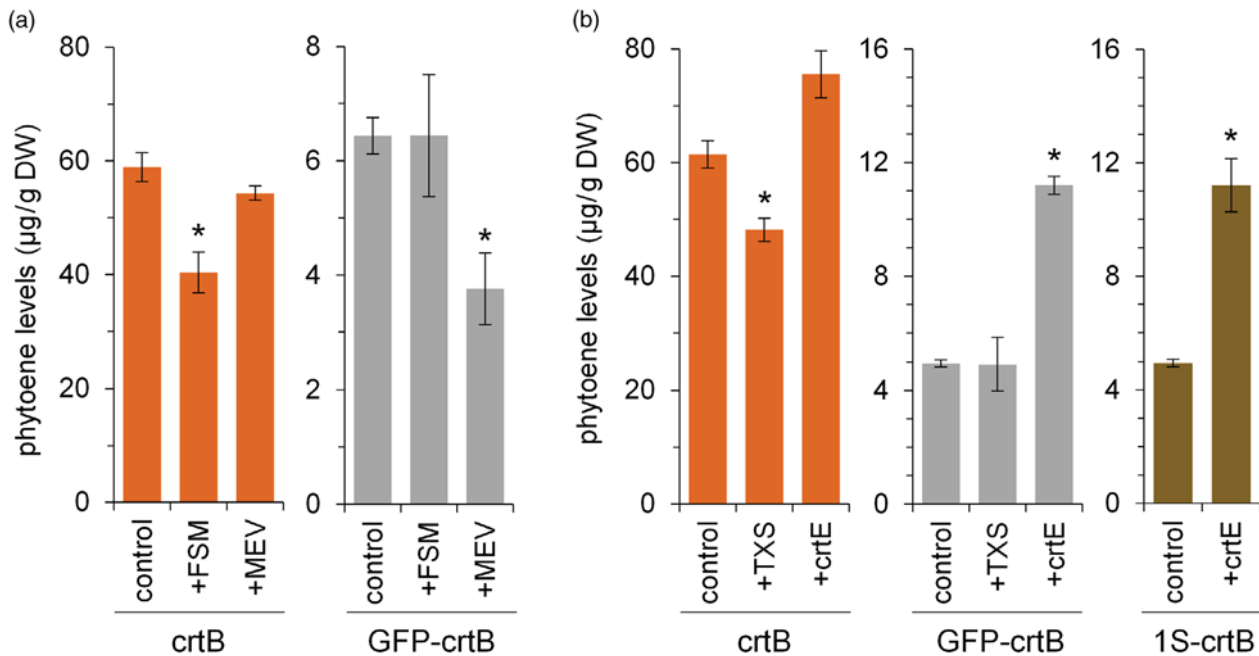 (a)
phytoene levels (µg/g DW)
80
60
40
20
0
*
control
+FSM
+MEV
crtB
8
6
4
2
0
*
control
+FSM
+MEV
GFP-crtB
(b)
phytoene levels (µg/g DW)
80
60
40
20
0
*
control
+TXS
+crtE
crtB
16
12
8
4
0
*
control
+TXS
+crtE
GFP-crtB
16
12
8
4
0
*
control
+crtE
1S-crtB